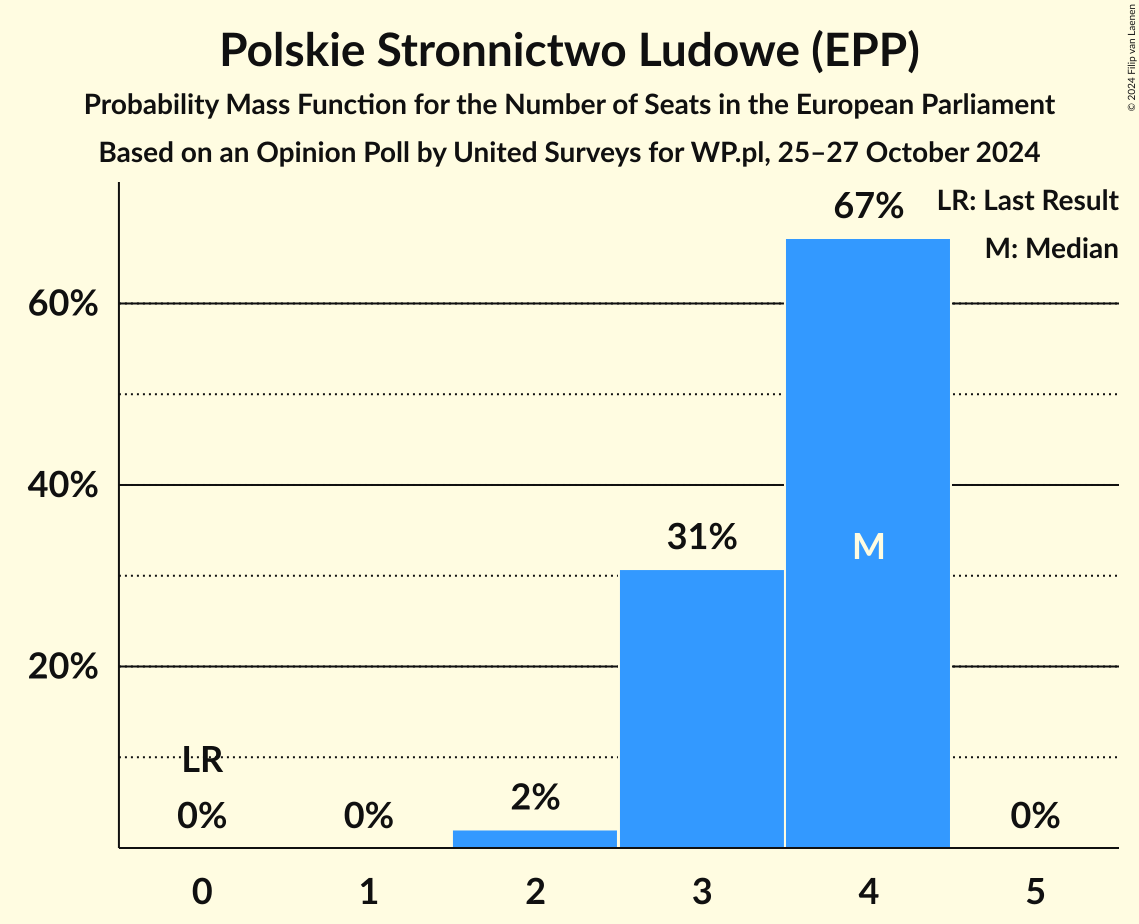 Polskie Stronnictwo Ludowe (EPP)
Probability Mass Function for the Number of Seats in the European Parliament
Based on an Opinion Poll by United Surveys for WP.pl, 25–27 October 2024
© 2024 Filip van Laenen
LR: Last Result
M: Median
67%
60%
40%
31%
M
20%
LR
0%
0%
2%
0%
0
1
2
3
4
5